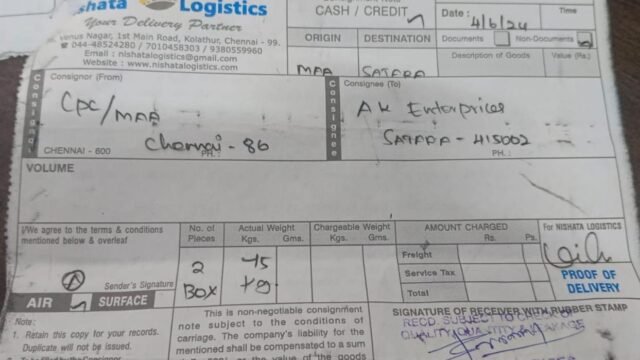 shata Logistics
Your Delivery Partner
Venus Nagar, 1st Main Road, Kolathur, Chennai - 99.
044-48524280 / 7010458303 / 9380559960
Email : nishatalogistics@gmail.com
Website : www.nishatalogistics.com
CASH / CREDIT
Date : 4/6/24
Time
ORIGIN
DESTINATION
Documents
Non-Documents
Description of Goods
Value (Rs.)
MAA
SATARA
Consignor
Consignor (From)
CPC/MAA
Chennai - 86
CHENNAI - 600
PH. :
Consignee
Consignee (To)
AK Enterprises
SATARA - 415002
PH. :
VOLUME
I/We agree to the terms & conditions
mentioned below & overleaf
Sender's Signature
AIR
SURFACE
No. of
Pieces
2
BOX
Actual Weight
Kgs. Gms.
45
kg
Chargeable Weight
Kgs. Gms.
AMOUNT CHARGED
Rs. Ps.
Freight
Service Tax
Total
For NISHATA LOGISTICS
PROOF OF
DELIVERY
Note :
1. Retain this copy for your records.
Duplicate will not be issued.
This is non-negotiable consignment
note subject to the conditions of
carriage. The company's liability for the
mentioned shall be compensated to a sum
SIGNATURE OF RECEIVER WITH RUBBER STAMP
RECD. SUBJECT TO